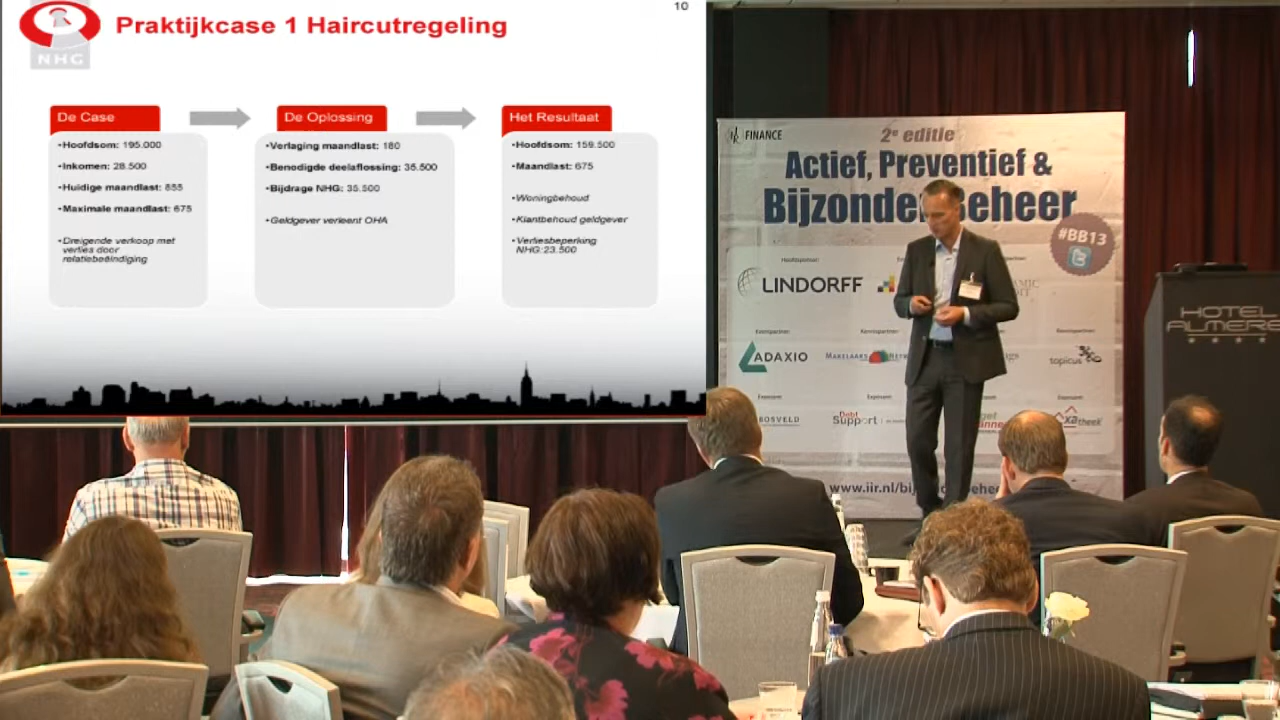 10
Praktijkcase 1 Haircutregeling
NHG
De Case
•Hoofdsom: 195.000
•Inkomen: 28.500
•Huidige maandlast: 855
•Maximale maandlast: 675
•Dreigende verkoop met
verlies door
relatiebeëindiging
De Oplossing
•Verlaging maandlast: 180
•Benodigde deelaflossing: 35.500
•Bijdrage NHG: 35.500
•Geldgever verleent OHA
Het Resultaat
•Hoofdsom: 159.500
•Maandlast: 675
•Woningbehoud
•Klantbehoud geldgever
•Verliesbeperking
NHG:23.500
FINANCE
2e editie
Actief, Preventief &
#BB13
LINDORFF
ADAXIO
topicus
BOSVELD
Debt
Support
www.iir.nl/bij
HOTEL
ALMERE